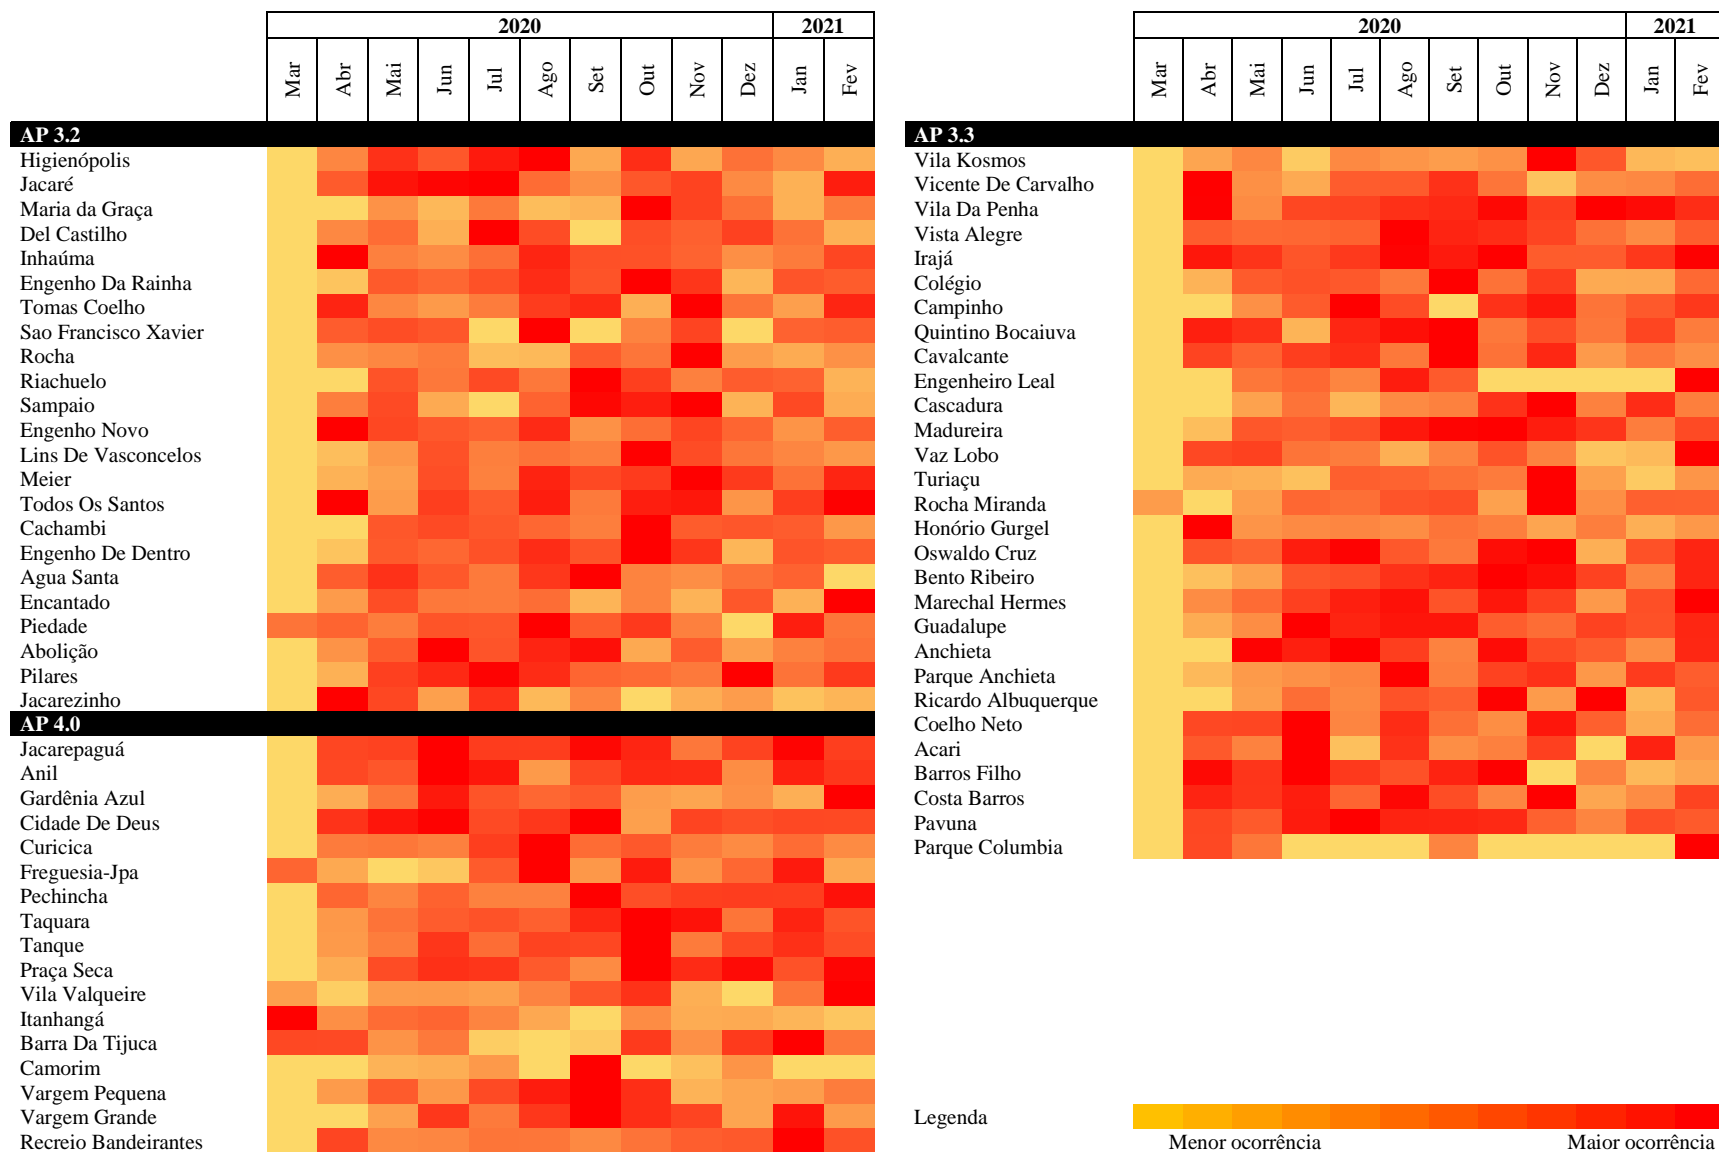 2020 2021
Mar Abr Mai Jun Jul Ago Set Out Nov Dez Jan Fev
AP 3.2
Higienópolis
Jacaré
Maria da Graça
Del Castilho
Inhaúma
Engenho Da Rainha
Tomas Coelho
Sao Francisco Xavier
Rocha
Riachuelo
Sampaio
Engenho Novo
Lins De Vasconcelos
Meier
Todos Os Santos
Cachambi
Engenho De Dentro
Agua Santa
Encantado
Piedade
Abolição
Pilares
Jacarezinho
AP 4.0
Jacarepaguá
Anil
Gardênia Azul
Cidade De Deus
Curicica
Freguesia-Jpa
Pechincha
Taquara
Tanque
Praça Seca
Vila Valqueire
Itanhangá
Barra Da Tijuca
Camorim
Vargem Pequena
Vargem Grande
Recreio Bandeirantes
2020 2021
Mar Abr Mai Jun Jul Ago Set Out Nov Dez Jan Fev
AP 3.3
Vila Kosmos
Vicente De Carvalho
Vila Da Penha
Vista Alegre
Irajá
Colégio
Campinho
Quintino Bocaiuva
Cavalcante
Engenheiro Leal
Cascadura
Madureira
Vaz Lobo
Turiaçu
Rocha Miranda
Honório Gurgel
Oswaldo Cruz
Bento Ribeiro
Marechal Hermes
Guadalupe
Anchieta
Parque Anchieta
Ricardo Albuquerque
Coelho Neto
Acari
Barros Filho
Costa Barros
Pavuna
Parque Columbia
Legenda
Menor ocorrência Maior ocorrência